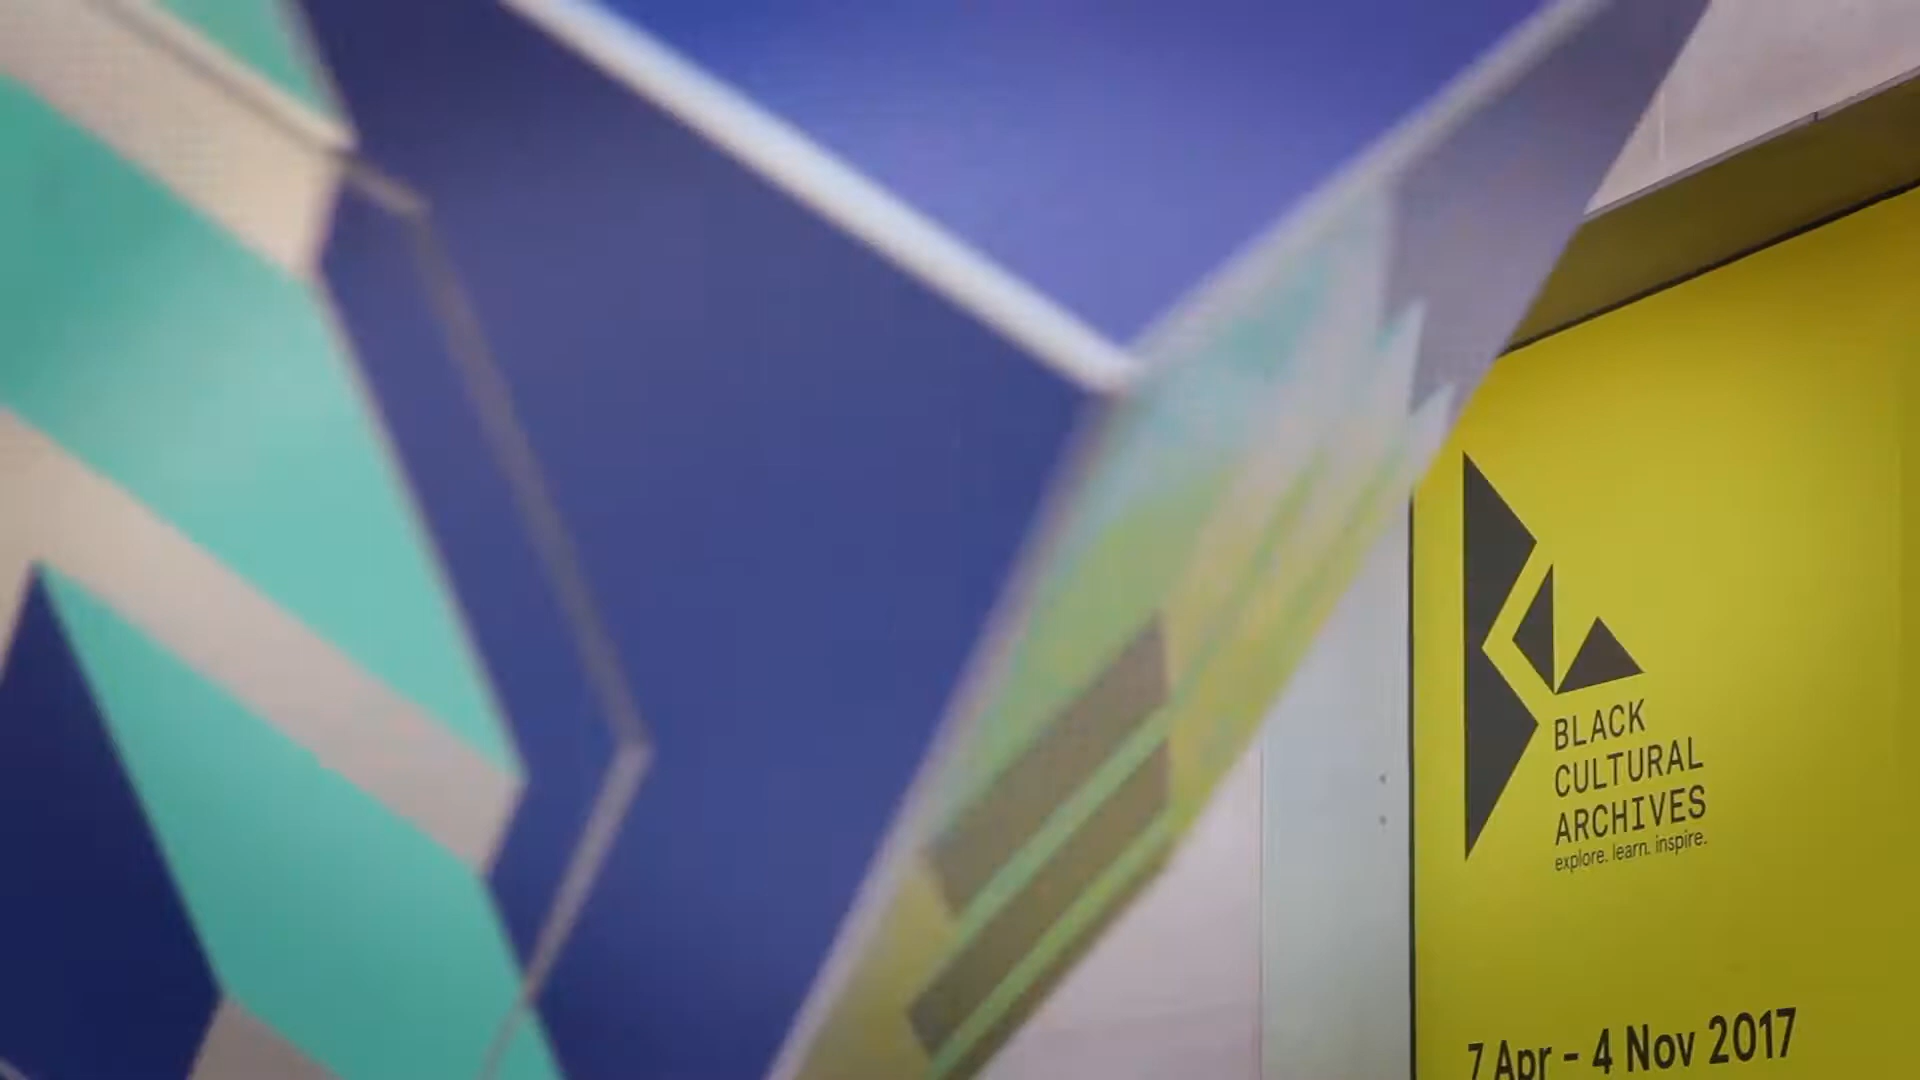 BLACK
CULTURAL
ARCHIVES
explore. learn. inspire.
7 Apr - 4 Nov 2017